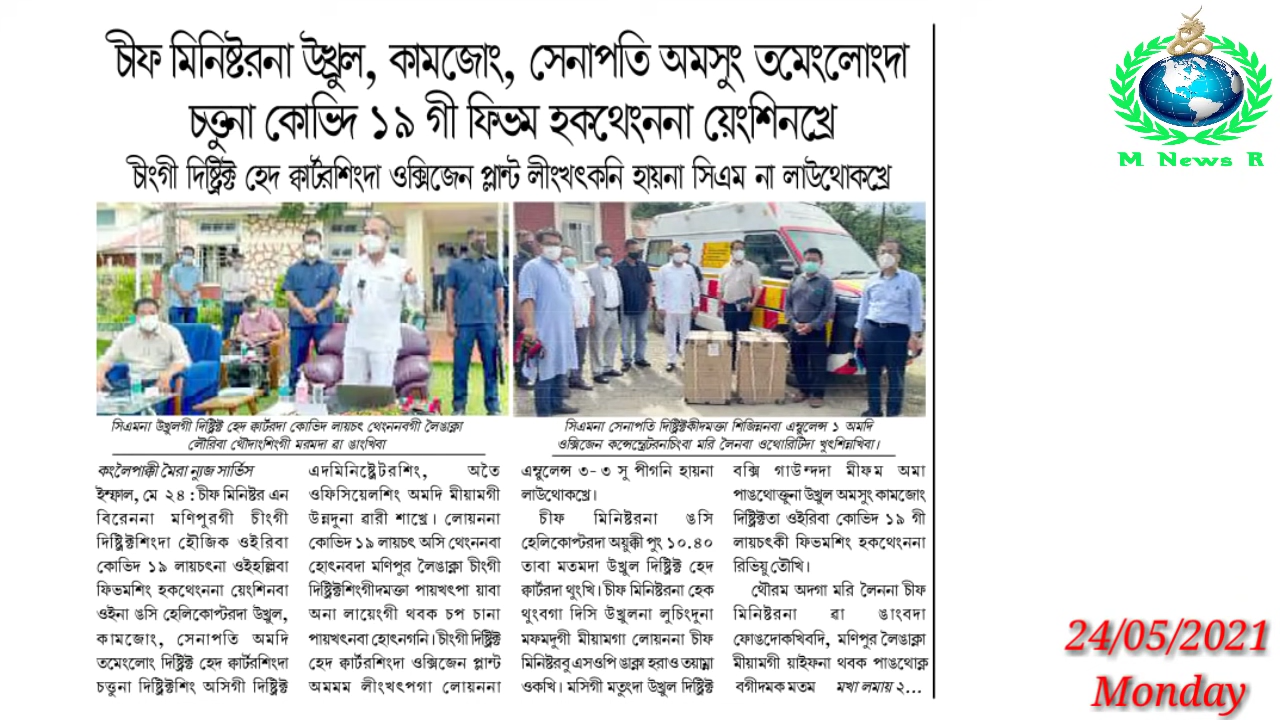 চীফ মিনিষ্টরনা উখ্রুল, কামজোং, সেনাপতি অমসুং তমেংলোংদা
চত্তুনা কোভিদ ১৯ গী ফিভম হকথেংননা য়েংশিনখ্রে
চীংগী দিষ্ট্রিক্ট হেদ ক্বার্টরশিংদা ওক্সিজেন প্লান্ট লীংখৎকনি হায়না সিএম না লাউথোকখ্রে
M News R
সিএমনা উখ্রুলগী দিষ্ট্রিক্ট হেদ ক্বার্টরদা কোভিদ লায়চৎ থেংননবগী লৈঙাক্না
লৌরিবা থৌদাংশিংগী মরমদা ৱা ঙাংখিবা
সিএমনা সেনাপতি দিষ্ট্রিক্টকীদমক্তা শিজিন্ননবা এম্বুলেন্স ১ অমদি
ওক্সিজেন কন্সেন্ট্রেটরনচিংবা মরি লৈনবা ওথোরিটিদা খুৎশিন্নখিবা।
কংলৈপাক্কী মৈরা ন্যুজ সার্ভিস
ইম্ফাল, মে ২৪ : চীফ মিনিষ্টর এন
বিরেননা মণিপুরগী চীংগী
দিষ্ট্রিক্টশিংদা হৌজিক ওইরিবা
কোভিদ ১৯ লায়চৎনা ওইহল্লিবা
ফিভমশিং হকথেংননা য়েংশিনবা
ওইনা ঙসি হেলিকোপ্টরদা উখ্রুল,
কামজোং, সেনাপতি অমদি
তমেংলোং দিষ্ট্রিক্ট হেদ ক্বার্টরশিংদা
চত্তুনা দিষ্ট্রিক্টশিং অসিগী দিষ্ট্রিক্ট
এদমিনিষ্ট্রেটরশিং, অতৈ
ওফিসিয়েলশিং অমদি মীয়ামগী
উন্নদুনা ৱারী শাখ্রে। লোয়ননা
কোভিদ ১৯ লায়চৎ অসি থেংননবা
হোৎনবদা মণিপুর লৈঙাক্না চীংগী
দিষ্ট্রিক্টশিংগীদমক্তা পায়খৎপা য়াবা
অনা লায়েংগী থবক চপ চানা
পায়খৎনবা হোৎনগনি। চীংগী দিষ্ট্রিক্ট
হেদ ক্বার্টরশিংদা ওক্সিজেন প্লান্ট
অমমম লীংখৎপগা লোয়ননা
এম্বুলেন্স ৩-৩ সু পীগনি হায়না
লাউথোকখ্রে।
চীফ মিনিষ্টরনা ঙসি
হেলিকোপ্টরদা অয়ুক্কী পুং ১০.৪০
তাবা মতমদা উখ্রুল দিষ্ট্রিক্ট হেদ
ক্বার্টরদা থুংখি। চীফ মিনিষ্টরনা হেক
থুংবগা দিসি উখ্রুলনা লুচিংদুনা
মফমদুগী মীয়ামগা লোয়ননা চীফ
মিনিষ্টরবু এসওপি ঙাক্না হরাও তয়াম্না
ওকখি। মসিগী মতুংদা উখ্রুল দিষ্ট্রিক্ট
বক্সি গাউন্দদা মীফম অমা
পাঙথোক্তুনা উখ্রুল অমসুং কামজোং
দিষ্ট্রিক্টতা ওইরিবা কোভিদ ১৯ গী
লায়চৎকী ফিভমশিং হকথেংননা
রিভিয়ু তৌখি।
থৌরম অদুগা মরি লৈননা চীফ
মিনিষ্টরনা ৱা ঙাংবদা
ফোঙদোকখিবদি, মণিপুর লৈঙাক্না
মীয়ামগী য়াইফনা থবক পাঙথোক্ন
বগীদমক মতম মখা লমায় ২...
24/05/2021
Monday